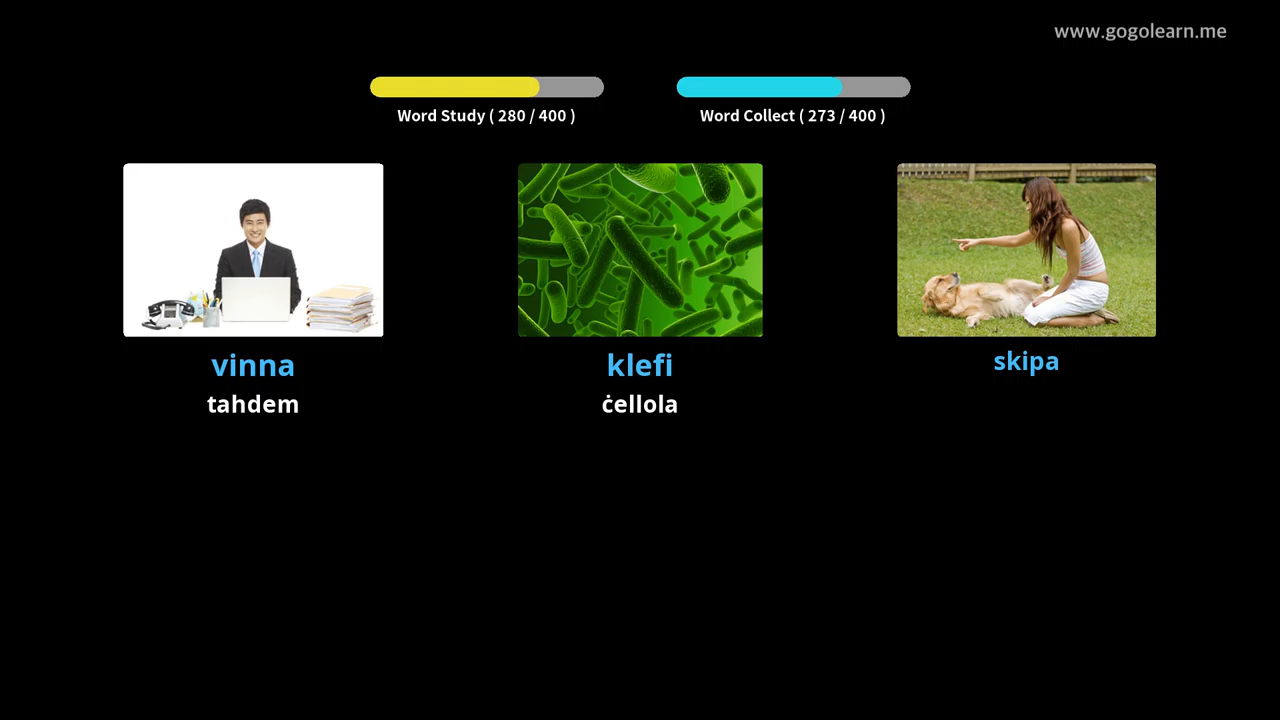 www.gogolearn.me
Word Study ( 280 / 400 )
Word Collect ( 273 / 400 )
vinna
klefi
skipa
tahdem
ċellola